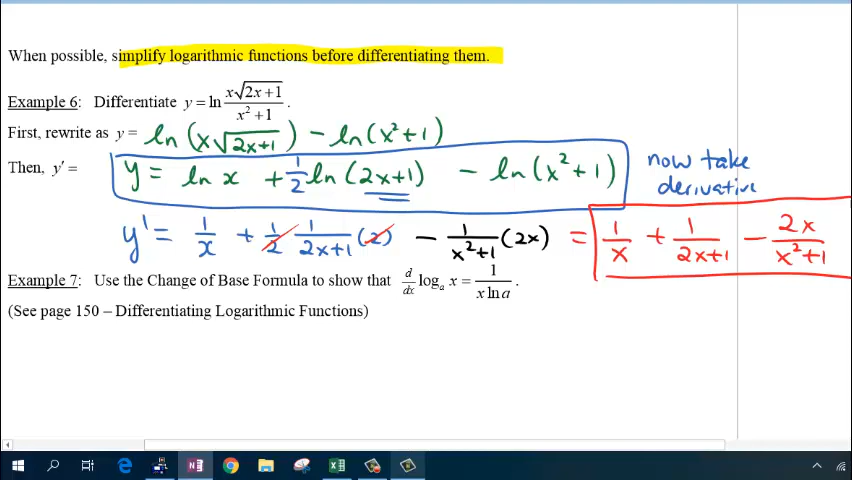 When possible, simplify logarithmic functions before differentiating them.
Example 6: Differentiate y = ln (x√(2x+1))/(x² + 1).
First, rewrite as y = ln (x√(2x+1)) − ln(x²+1)
Then, y′ = y = ln x + 1/2 ln(2x+1) − ln(x²+1)
now take
derivative
y' = 1/x + 1/2 1/(2x+1) (2) − 1/(x²+1) (2x) = 1/x + 1/(2x+1) − 2x/(x²+1)
Example 7: Use the Change of Base Formula to show that d/dx logₐ x = 1/(x ln a).
(See page 150 – Differentiating Logarithmic Functions)